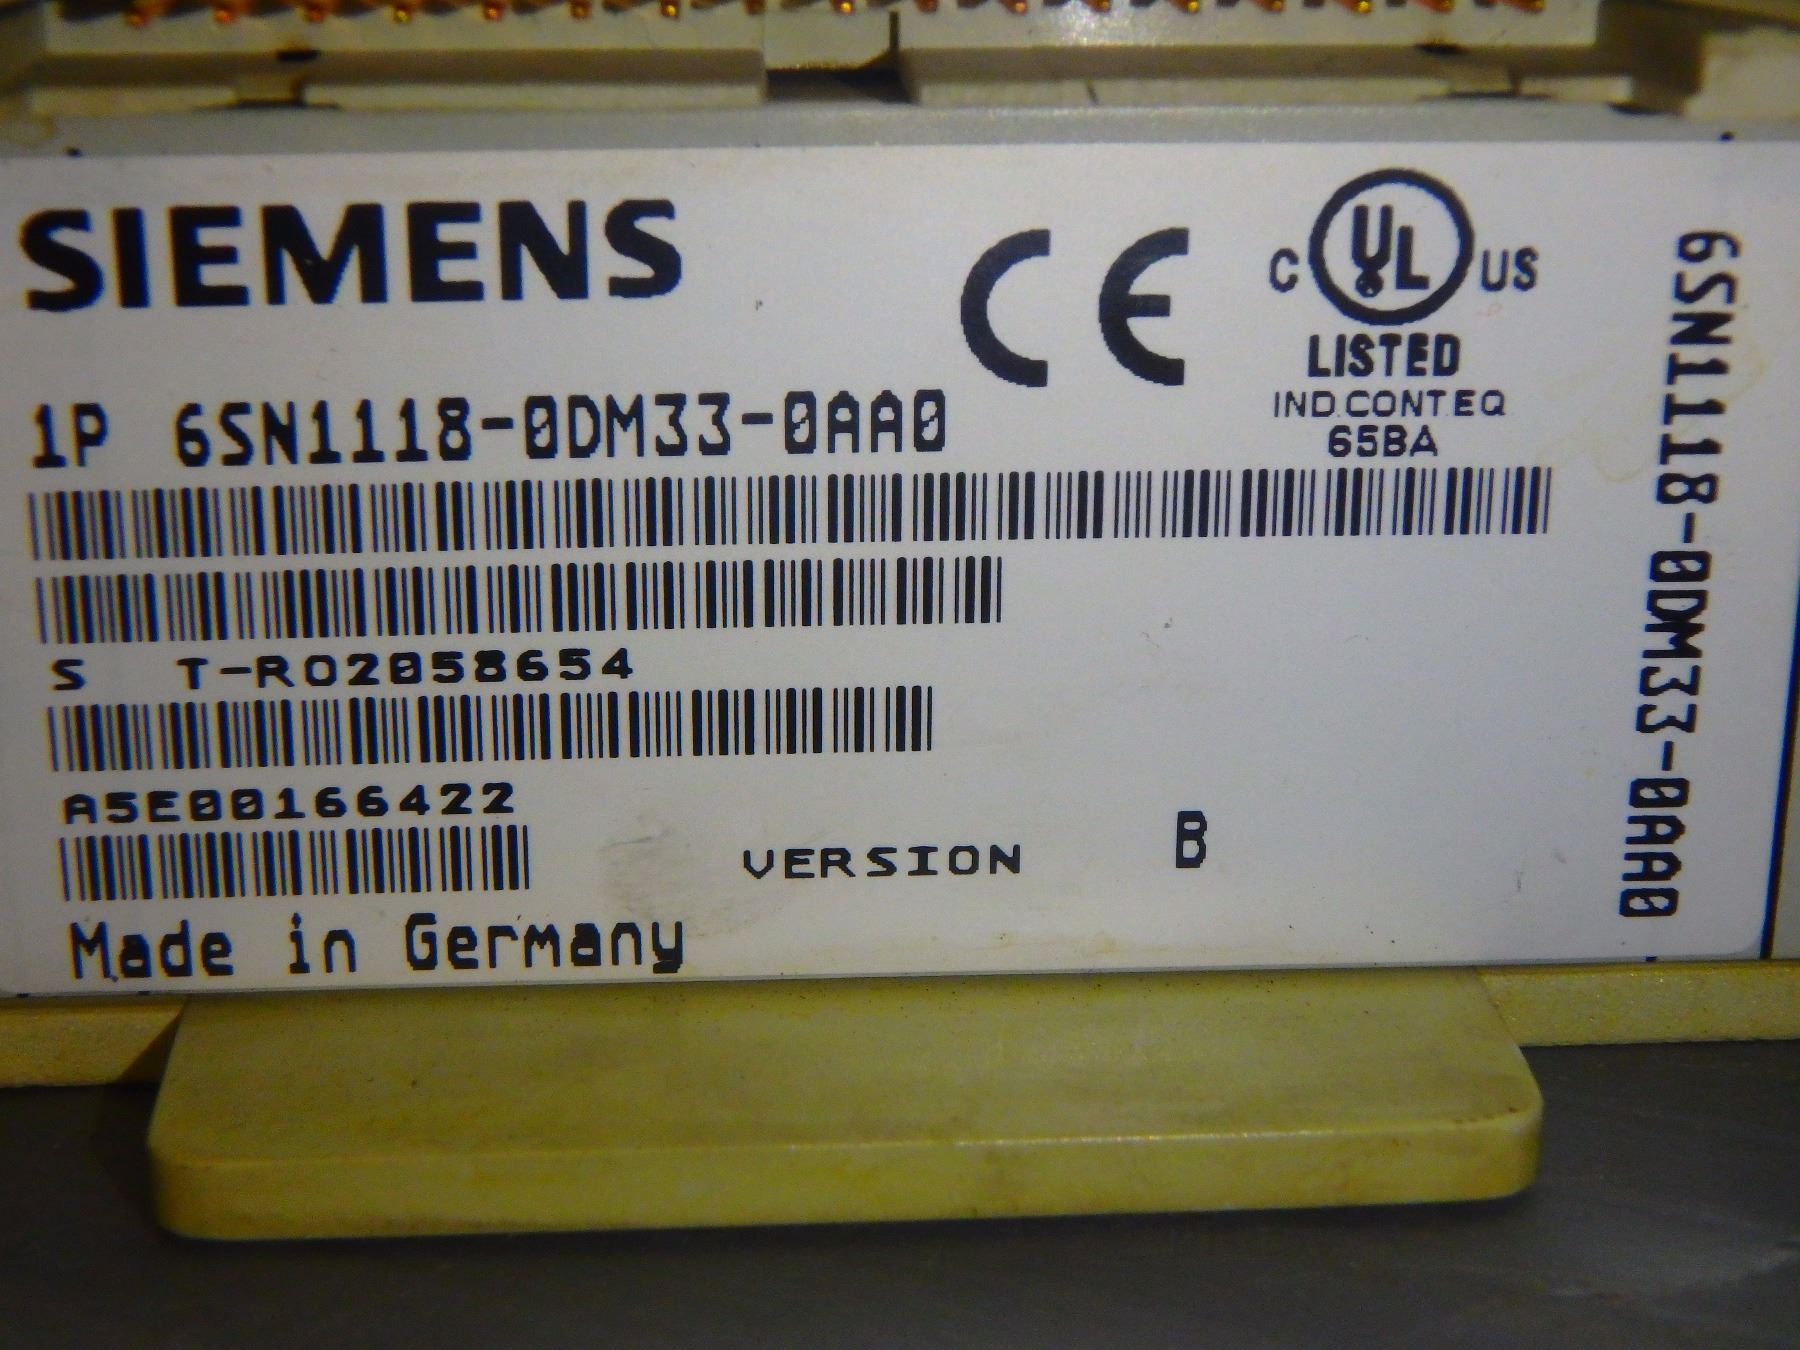 SIEMENS
CE
C UL US
LISTED
IND.CONT.EQ
65BA
1P 6SN1118-0DM33-0AA0
S T-R02058654
A5E00166422
VERSION B
Made in Germany
6SN1118-0DM33-0AA0